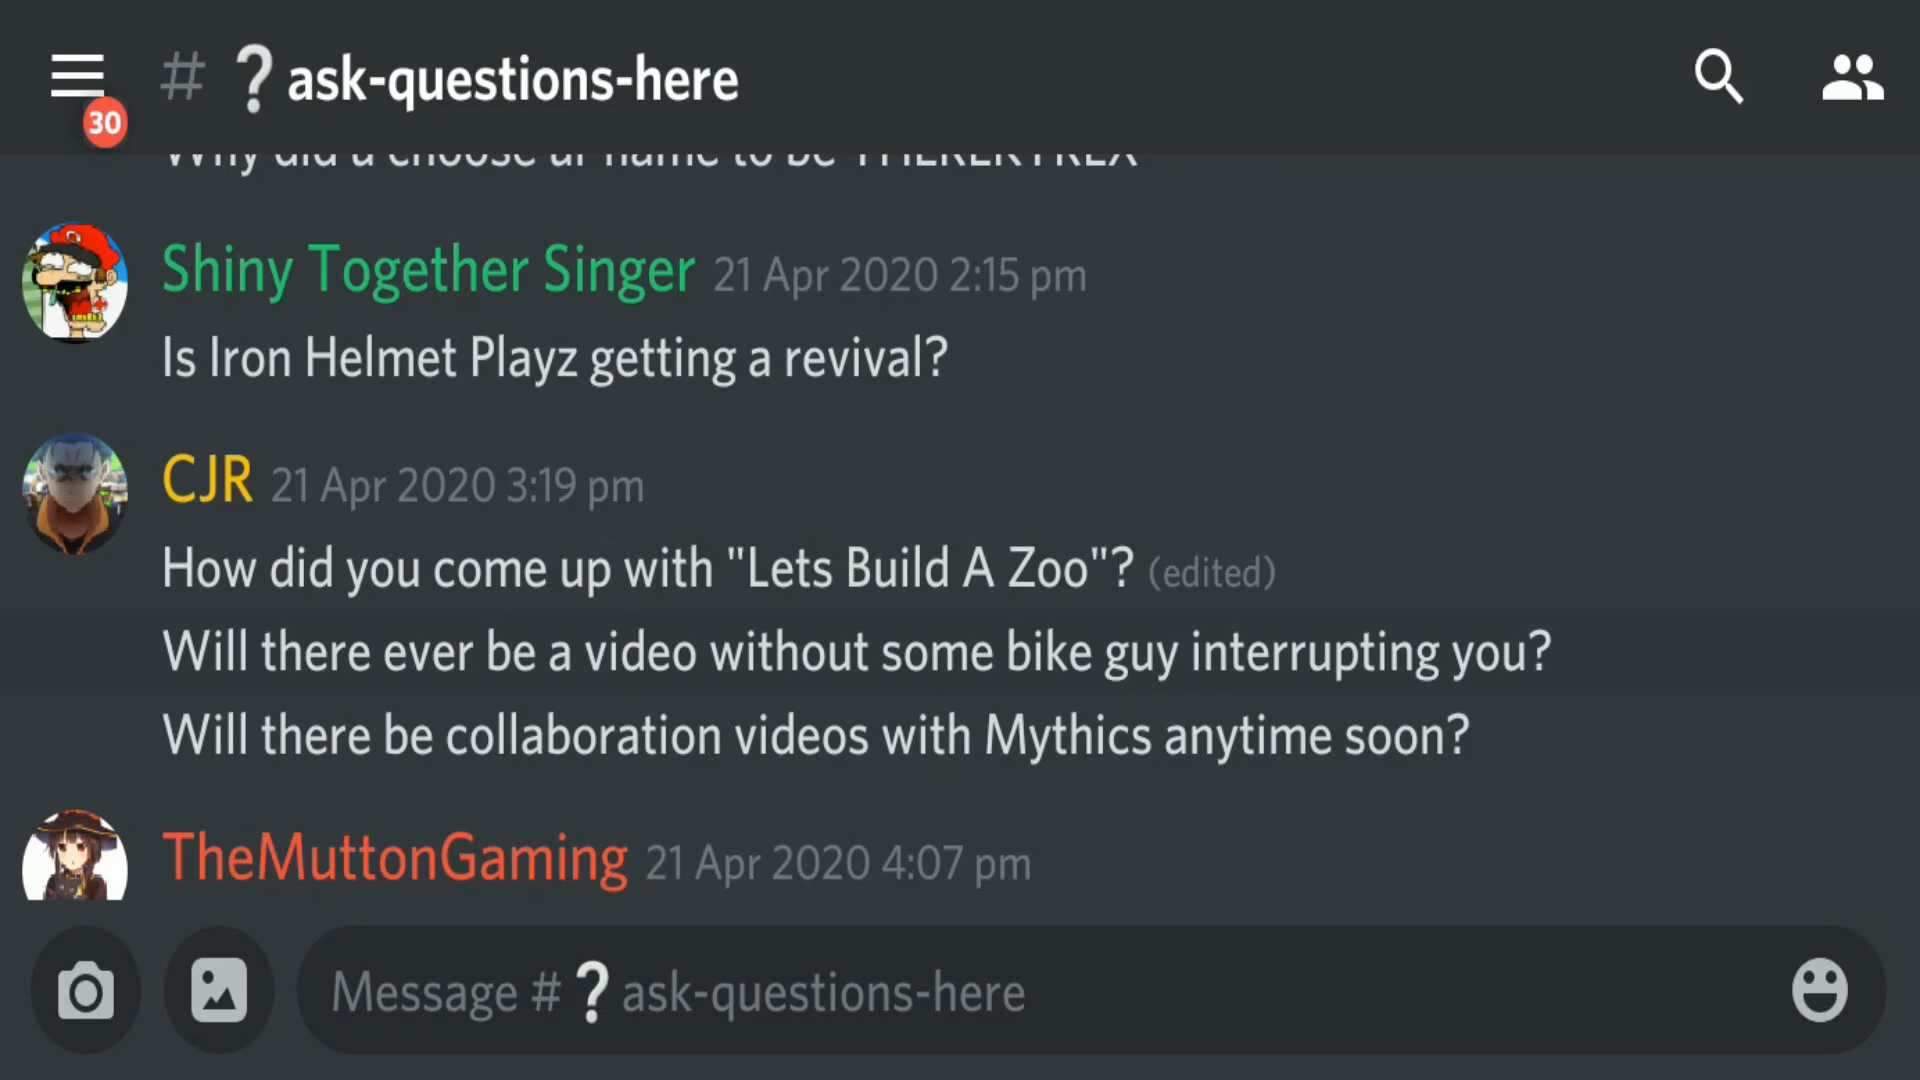 # ❔ask-questions-here
30
Why did u choose ur name to be
Shiny Together Singer 21 Apr 2020 2:15 pm
Is Iron Helmet Playz getting a revival?
CJR 21 Apr 2020 3:19 pm
How did you come up with "Lets Build A Zoo"? (edited)
Will there ever be a video without some bike guy interrupting you?
Will there be collaboration videos with Mythics anytime soon?
TheMuttonGaming 21 Apr 2020 4:07 pm
Message #❔ask-questions-here